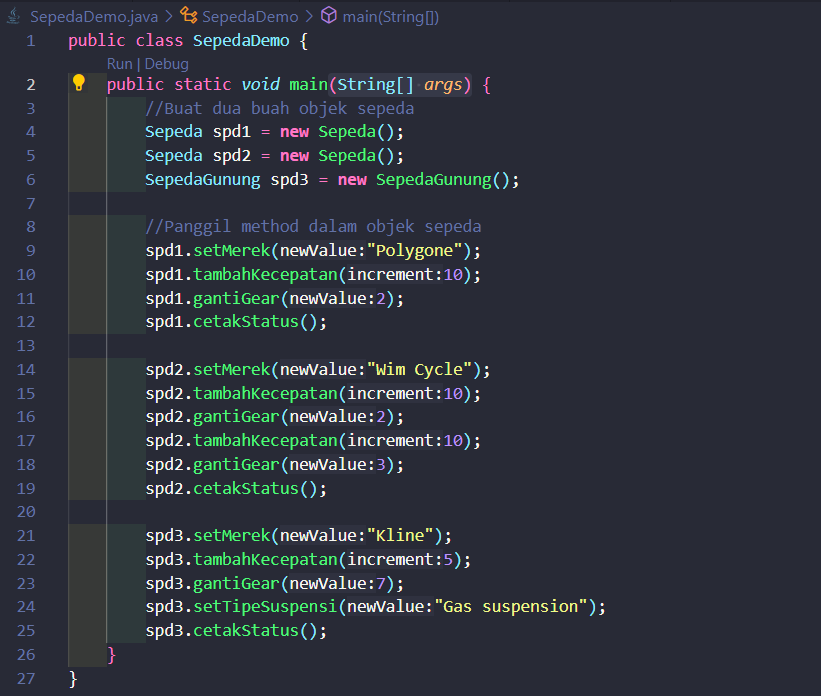 SepedaDemo.java > SepedaDemo > main(String[])
1 public class SepedaDemo {
Run | Debug
2 public static void main(String[] args) {
3 //Buat dua buah objek sepeda
4 Sepeda spd1 = new Sepeda();
5 Sepeda spd2 = new Sepeda();
6 SepedaGunung spd3 = new SepedaGunung();
7
8 //Panggil method dalam objek sepeda
9 spd1.setMerek(newValue:"Polygone");
10 spd1.tambahKecepatan(increment:10);
11 spd1.gantiGear(newValue:2);
12 spd1.cetakStatus();
13
14 spd2.setMerek(newValue:"Wim Cycle");
15 spd2.tambahKecepatan(increment:10);
16 spd2.gantiGear(newValue:2);
17 spd2.tambahKecepatan(increment:10);
18 spd2.gantiGear(newValue:3);
19 spd2.cetakStatus();
20
21 spd3.setMerek(newValue:"Kline");
22 spd3.tambahKecepatan(increment:5);
23 spd3.gantiGear(newValue:7);
24 spd3.setTipeSuspensi(newValue:"Gas suspension");
25 spd3.cetakStatus();
26 }
27 }